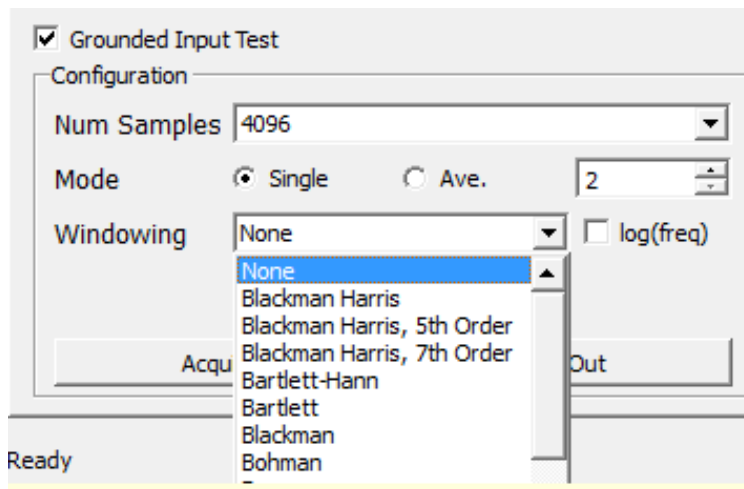 Grounded Input Test
Configuration
Num Samples 4096
Mode Single Ave. 2
Windowing None log(freq)
None
Blackman Harris
Blackman Harris, 5th Order
Blackman Harris, 7th Order
Acqu Out
Bartlett-Hann
Bartlett
Blackman
Ready
Bohman